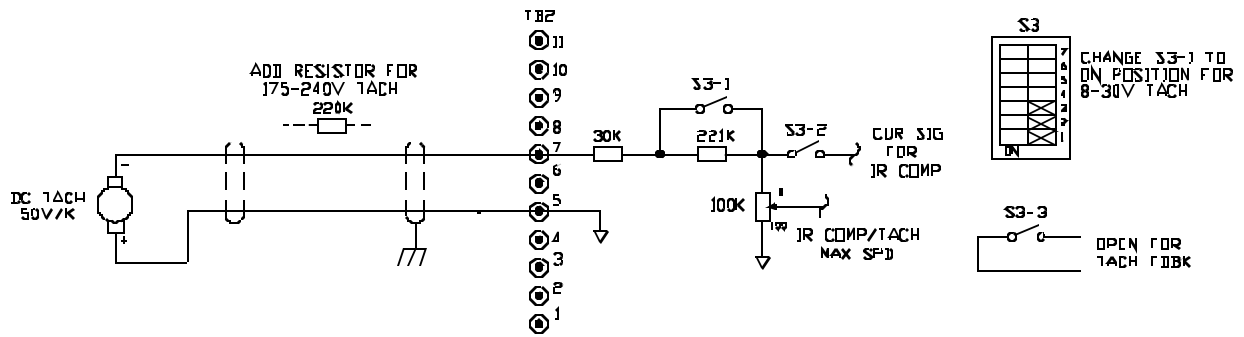 TB2
11
10
9
8
7
6
5
4
3
2
1
ADD RESISTOR FOR
175-240V TACH
220K
DC TACH
50V/K
-
+
30K
S3-1
221K
S3-2
CUR SIG
FOR
IR COMP
100K
0
100
IR COMP/TACH
MAX SPD
S3
7
6
5
4
3
2
1
ON
CHANGE S3-1 TO
ON POSITION FOR
8-30V TACH
S3-3
OPEN FOR
TACH FDBK